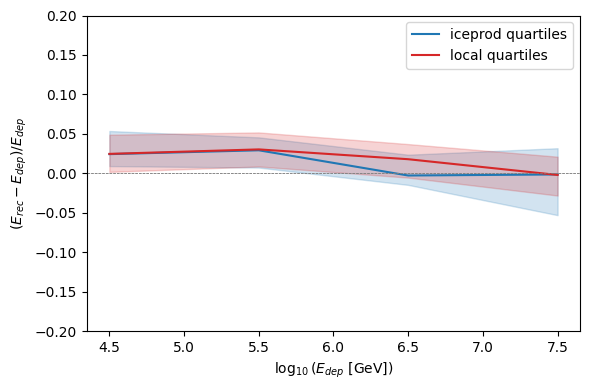 iceprod quartiles
local quartiles
0.20
0.15
0.10
0.05
0.00
−0.05
−0.10
−0.15
−0.20
(E_rec − E_dep)/E_dep
4.5 5.0 5.5 6.0 6.5 7.0 7.5
log₁₀(E_dep [GeV])